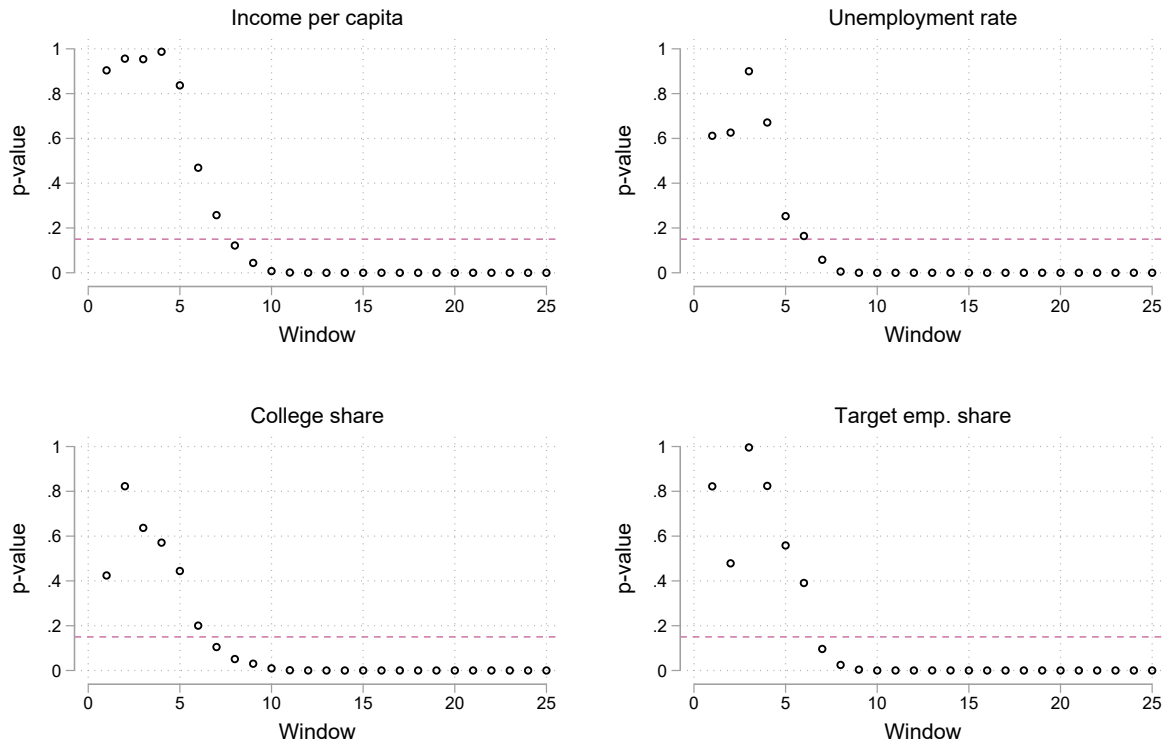 Income per capita
p-value
1
.8
.6
.4
.2
0
0 5 10 15 20 25
Window
Unemployment rate
p-value
1
.8
.6
.4
.2
0
0 5 10 15 20 25
Window
College share
p-value
1
.8
.6
.4
.2
0
0 5 10 15 20 25
Window
Target emp. share
p-value
1
.8
.6
.4
.2
0
0 5 10 15 20 25
Window